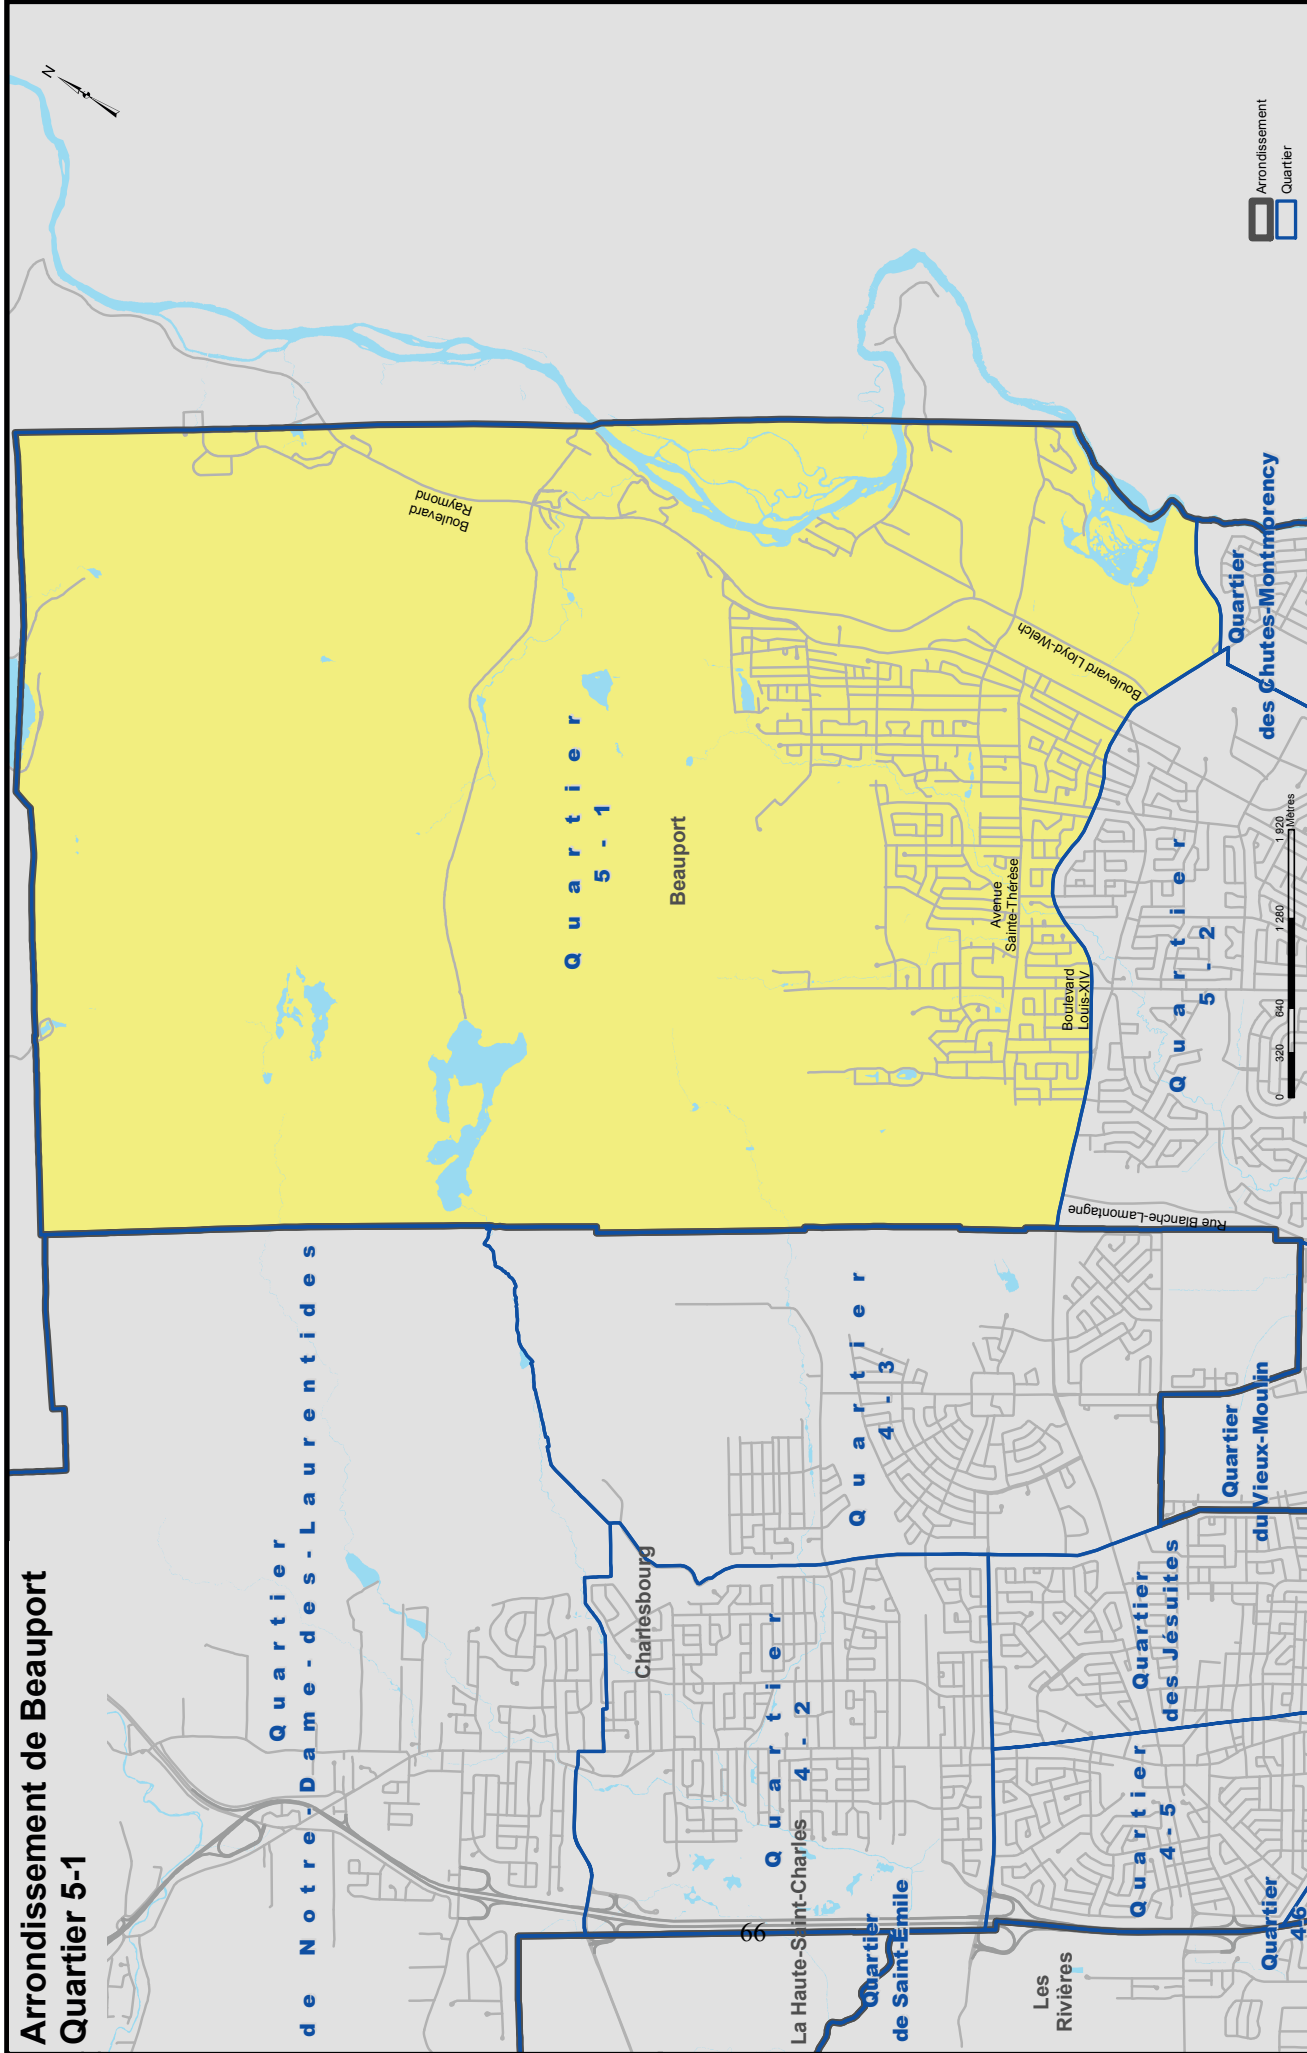 Arrondissement de Beauport
Quartier 5-1
N
Quartier
de Notre-Dame-des-Laurentides
Boulevard
Raymond
Quartier
5-1
Beauport
Charlesbourg
Quartier
4-2
La Haute-Saint-Charles
66
Quartier
de Saint-Emile
Quartier
4-3
Avenue
Sainte-Thérèse
Boulevard
Louis-XIV
Boulevard Lloyd-Welch
Rue Blanche-Lamontagne
Les
Rivières
Quartier
4-5
Quartier
des Jésuites
Quartier
du Vieux-Moulin
Quartier
5-2
Quartier
des Chutes-Montmorency
Quartier
4-6
0 320 640 1 280 1 920
Mètres
Arrondissement
Quartier